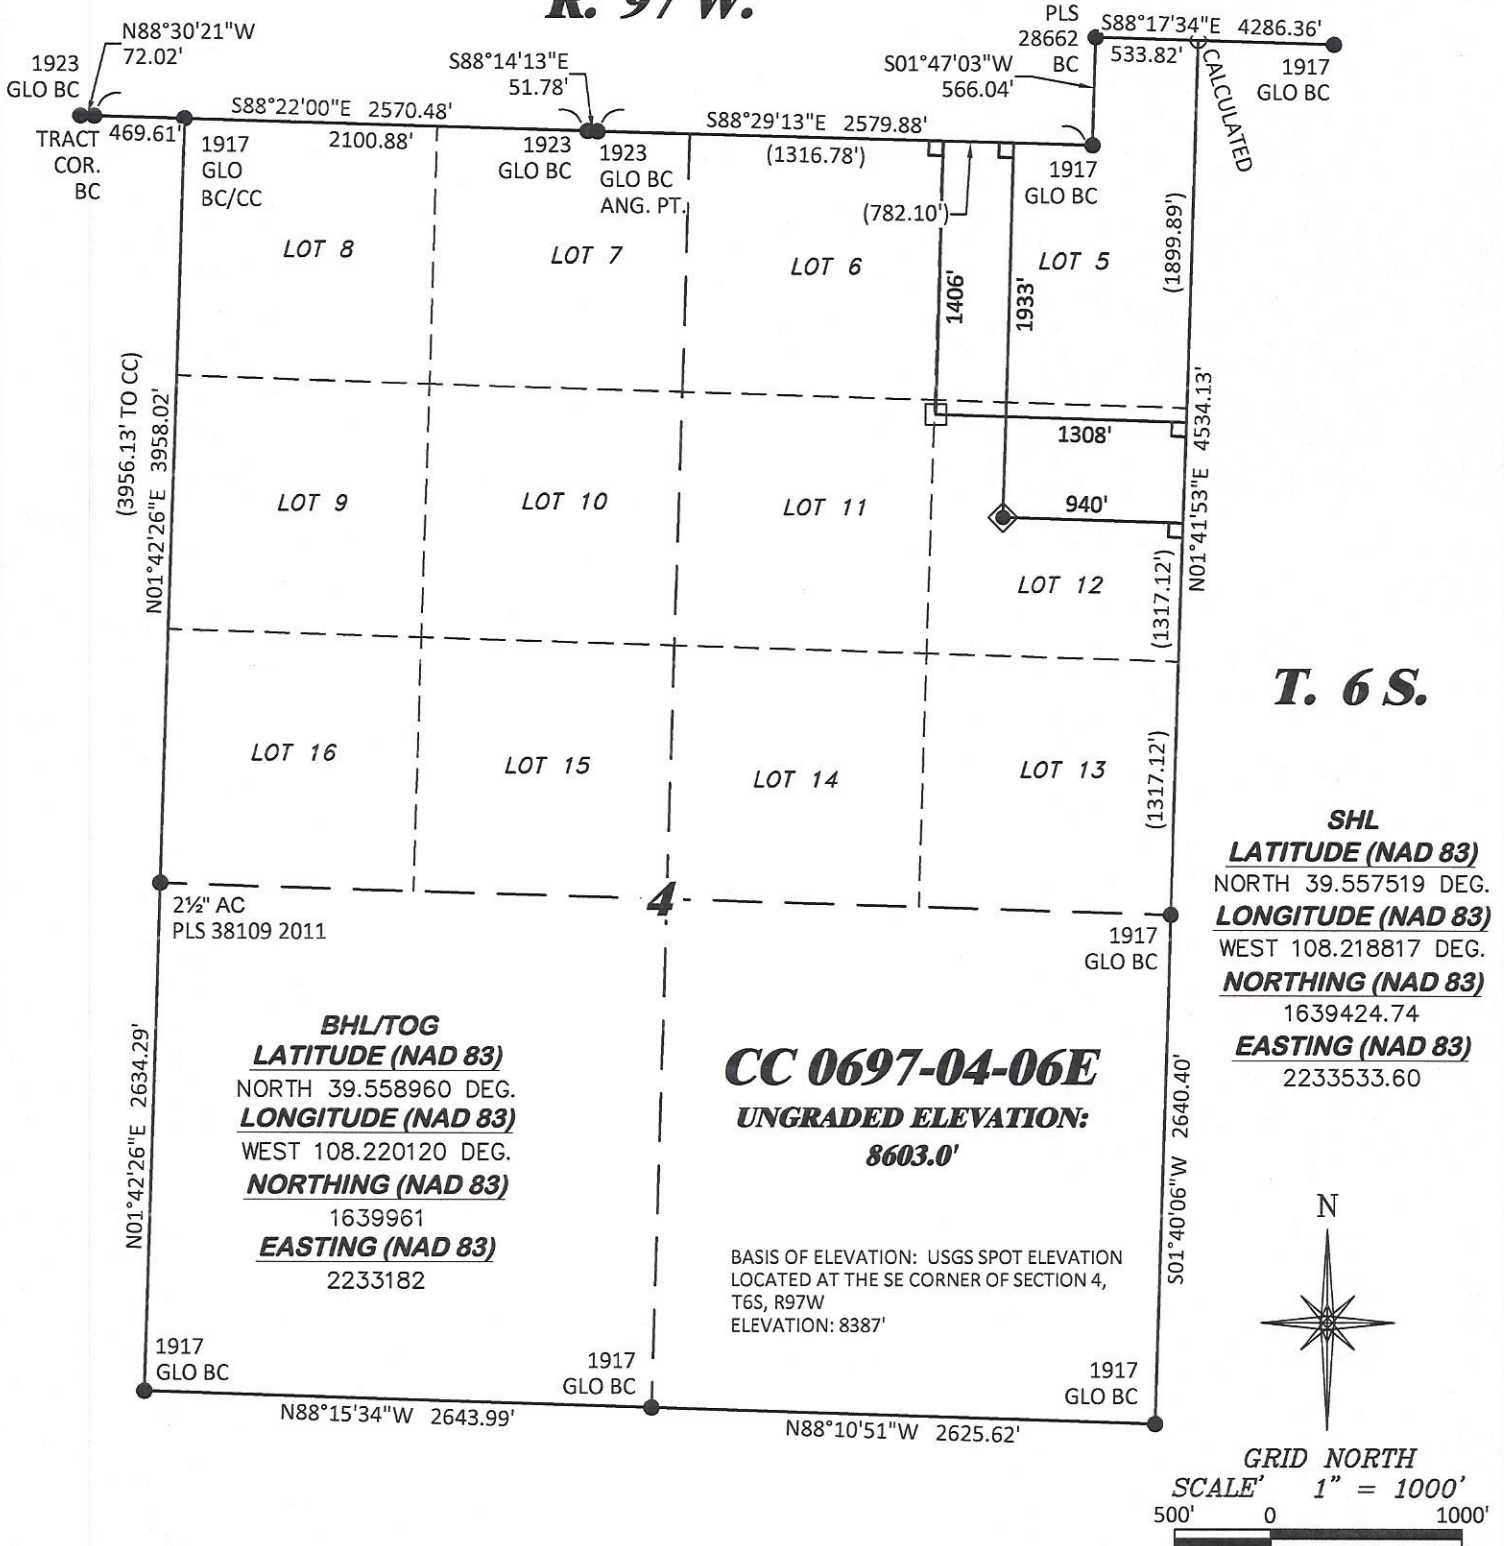 R. 97 W.
N88°30'21"W
72.02'
1923
GLO BC
TRACT
COR.
BC
469.61'
S88°22'00"E 2570.48'
2100.88'
1917
GLO
BC/CC
S88°14'13"E
51.78'
1923
GLO BC
1923
GLO BC
ANG. PT.
S88°29'13"E 2579.88'
(1316.78')
(782.10')
S01°47'03"W
566.04'
PLS
28662
BC
S88°17'34"E 4286.36'
533.82'
1917
GLO BC
CALCULATED
1917
GLO BC
LOT 8
LOT 7
LOT 6
LOT 5
1406'
1933'
(1899.89')
(3956.13' TO CC)
N01°42'26"E 3958.02'
1308'
N01°41'53"E 4534.13'
LOT 9
LOT 10
LOT 11
940'
LOT 12
(1317.12')
T. 6 S.
LOT 16
LOT 15
LOT 14
LOT 13
(1317.12')
4
2½" AC
PLS 38109 2011
1917
GLO BC
SHL
LATITUDE (NAD 83)
NORTH 39.557519 DEG.
LONGITUDE (NAD 83)
WEST 108.218817 DEG.
NORTHING (NAD 83)
1639424.74
EASTING (NAD 83)
2233533.60
N01°42'26"E 2634.29'
BHL/TOG
LATITUDE (NAD 83)
NORTH 39.558960 DEG.
LONGITUDE (NAD 83)
WEST 108.220120 DEG.
NORTHING (NAD 83)
1639961
EASTING (NAD 83)
2233182
CC 0697-04-06E
UNGRADED ELEVATION:
8603.0'
S01°40'06"W 2640.40'
BASIS OF ELEVATION: USGS SPOT ELEVATION
LOCATED AT THE SE CORNER OF SECTION 4,
T6S, R97W
ELEVATION: 8387'
1917
GLO BC
1917
GLO BC
1917
GLO BC
N88°15'34"W 2643.99'
N88°10'51"W 2625.62'
N
GRID NORTH
SCALE' 1" = 1000'
500' 0 1000'